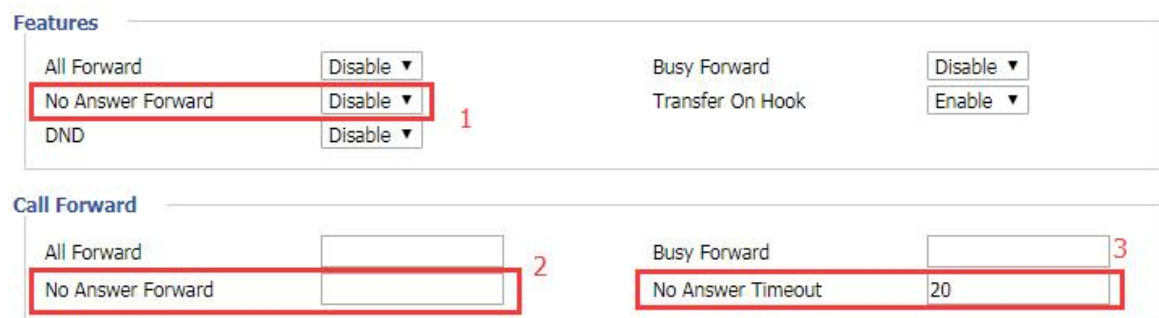 Features
All Forward Disable ▼ Busy Forward Disable ▼
No Answer Forward Disable ▼ 1 Transfer On Hook Enable ▼
DND Disable ▼
Call Forward
All Forward Busy Forward 3
2
No Answer Forward No Answer Timeout 20